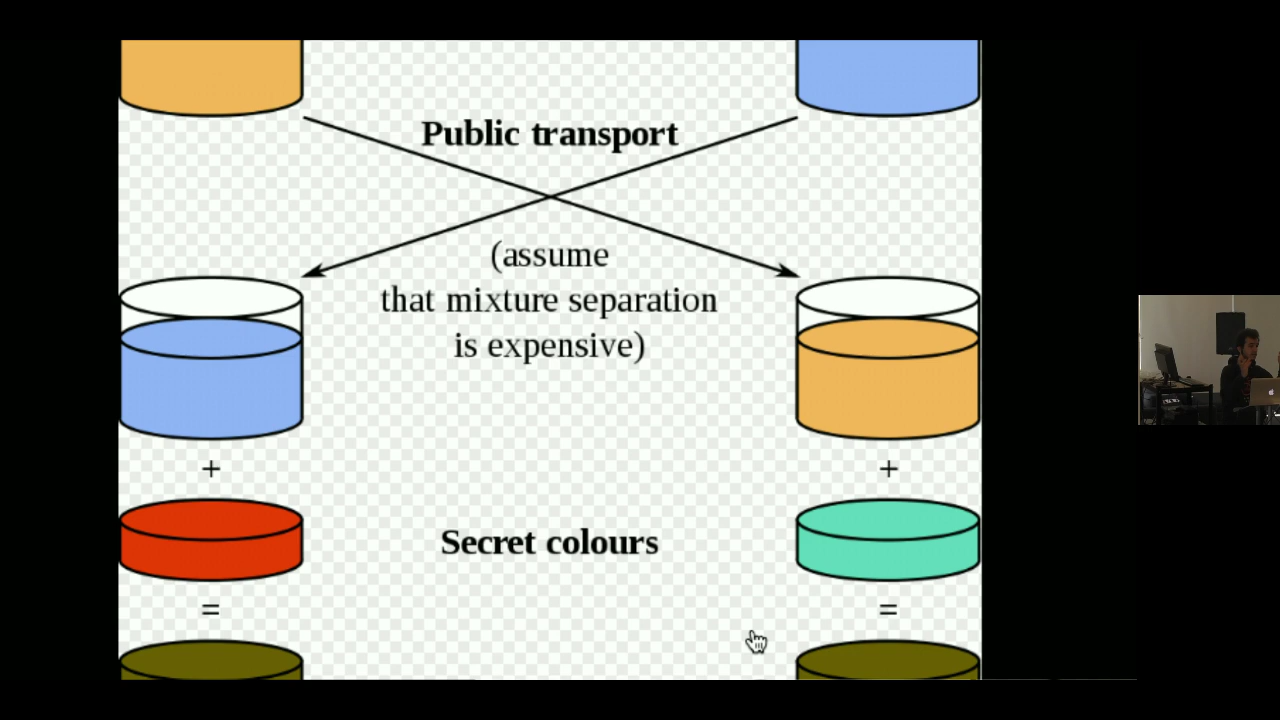 Public transport
(assume
that mixture separation
is expensive)
+
+
Secret colours
=
=